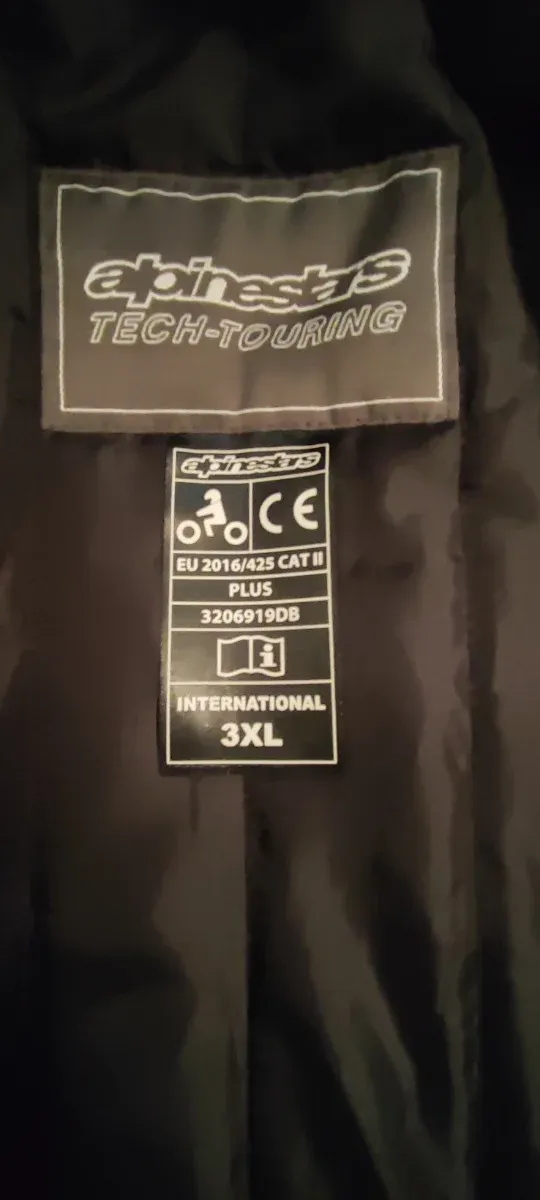 alpinestars
TECH-TOURING
alpinestars
CE
EU 2016/425 CAT II
PLUS
3206919DB
i
INTERNATIONAL
3XL